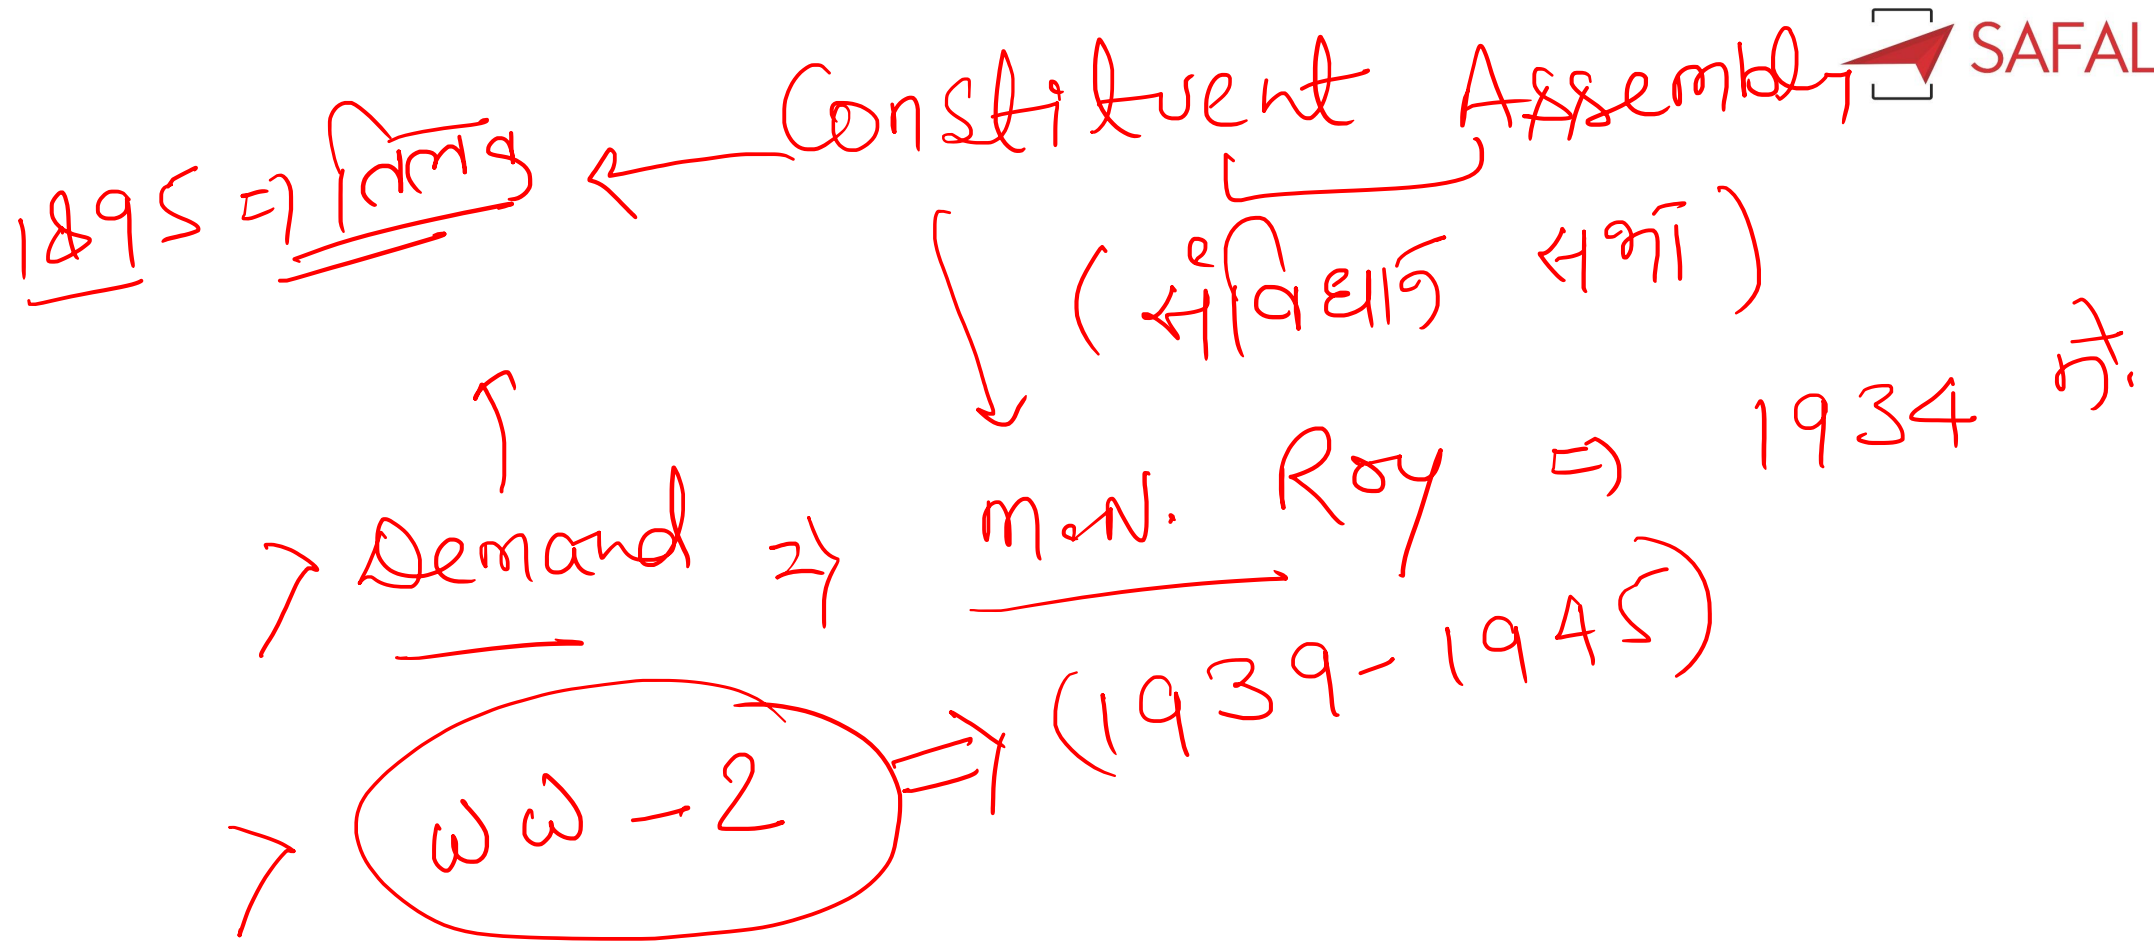 SAFAL
Constituent Assembly
1895 ⇒ तिलक
(संविधान सभा)
Demand ⇒ M.N. Roy ⇒ 1934 में.
WW-2 ⇒ (1939-1945)